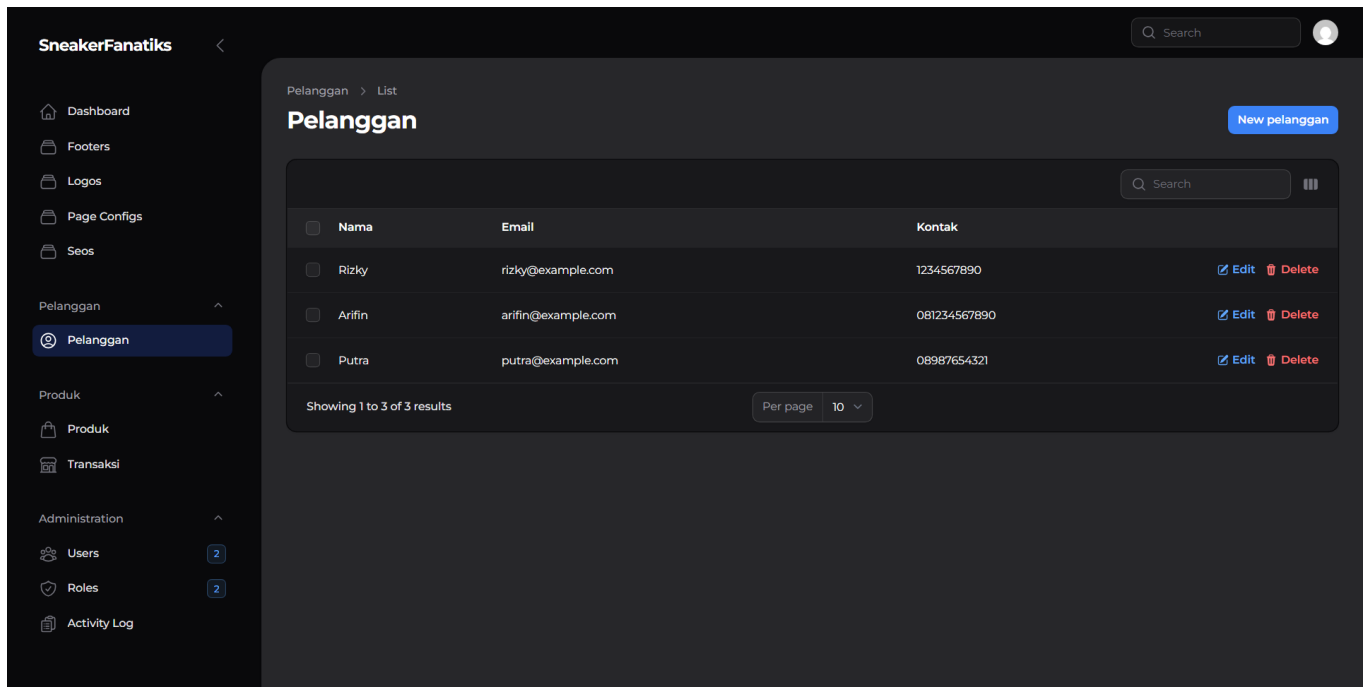 SneakerFanatiks
Search
Dashboard
Footers
Logos
Page Configs
Seos
Pelanggan
Pelanggan
Produk
Produk
Transaksi
Administration
Users 2
Roles 2
Activity Log
Pelanggan > List
Pelanggan
New pelanggan
Search
Nama Email Kontak
Rizky rizky@example.com 1234567890 Edit Delete
Arifin arifin@example.com 081234567890 Edit Delete
Putra putra@example.com 08987654321 Edit Delete
Showing 1 to 3 of 3 results Per page 10